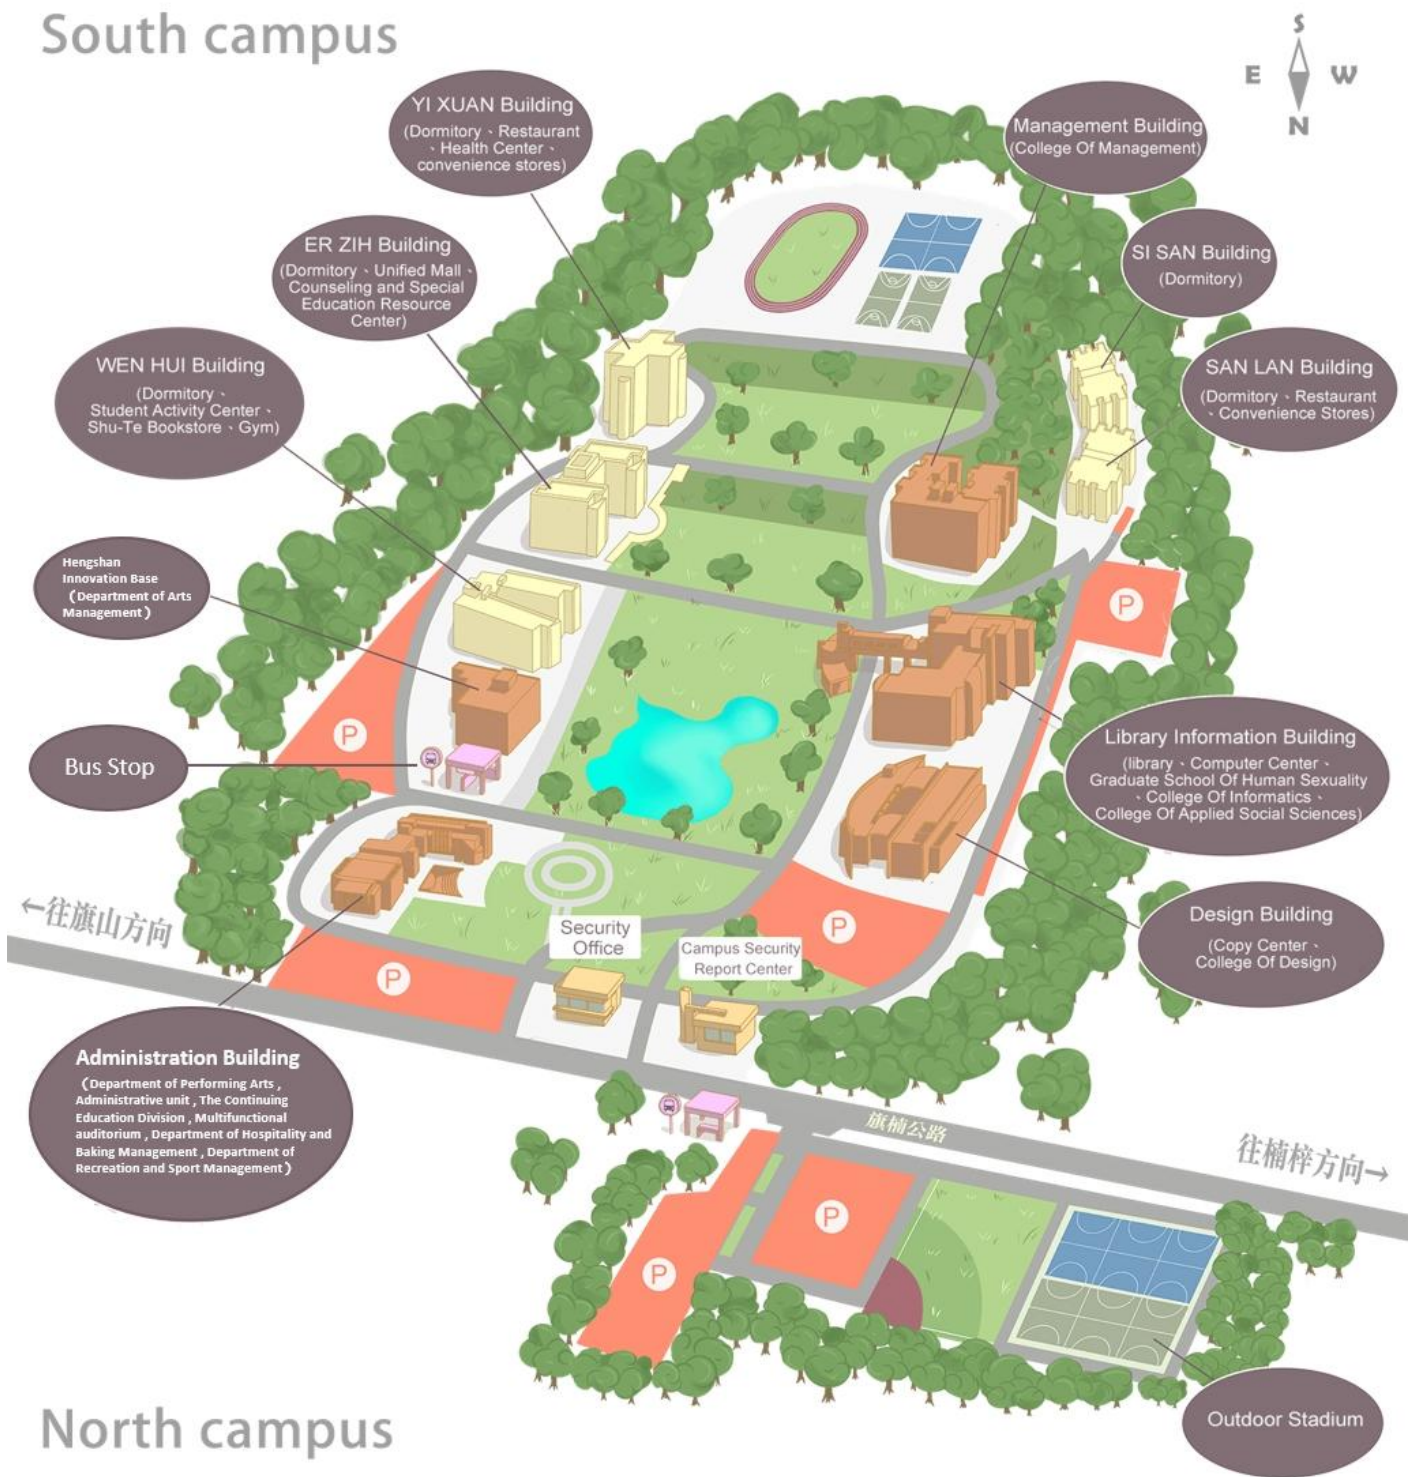 South campus
S
E W
N
YI XUAN Building
(Dormitory、Restaurant
、Health Center、
convenience stores)
Management Building
(College Of Management)
ER ZIH Building
(Dormitory、Unified Mall、
Counseling and Special
Education Resource
Center)
SI SAN Building
(Dormitory)
WEN HUI Building
(Dormitory、
Student Activity Center、
Shu-Te Bookstore、Gym)
SAN LAN Building
(Dormitory、Restaurant
、Convenience Stores)
Hengshan
Innovation Base
（Department of Arts
Management）
P
P
Bus Stop
Library Information Building
(library、Computer Center、
Graduate School Of Human Sexuality
、College Of Informatics、
College Of Applied Social Sciences)
←往旗山方向
Security
Office
Campus Security
Report Center
P
P
Design Building
(Copy Center、
College Of Design)
Administration Building
（Department of Performing Arts ,
Administrative unit , The Continuing
Education Division , Multifunctional
auditorium , Department of Hospitality and
Baking Management , Department of
Recreation and Sport Management）
旗楠公路
往楠梓方向→
P
P
Outdoor Stadium
North campus